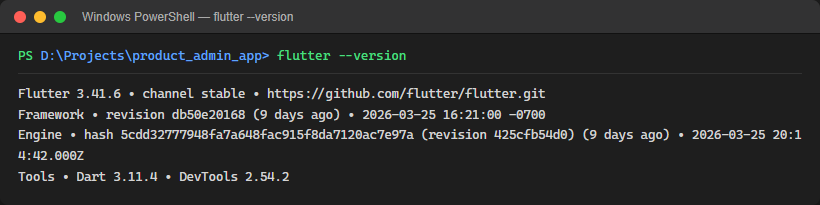 Windows PowerShell — flutter --version
PS D:\Projects\product_admin_app> flutter --version
Flutter 3.41.6 • channel stable • https://github.com/flutter/flutter.git
Framework • revision db50e20168 (9 days ago) • 2026-03-25 16:21:00 -0700
Engine • hash 5cdd32777948fa7a648fac915f8da7120ac7e97a (revision 425cfb54d0) (9 days ago) • 2026-03-25 20:1
4:42.000Z
Tools • Dart 3.11.4 • DevTools 2.54.2